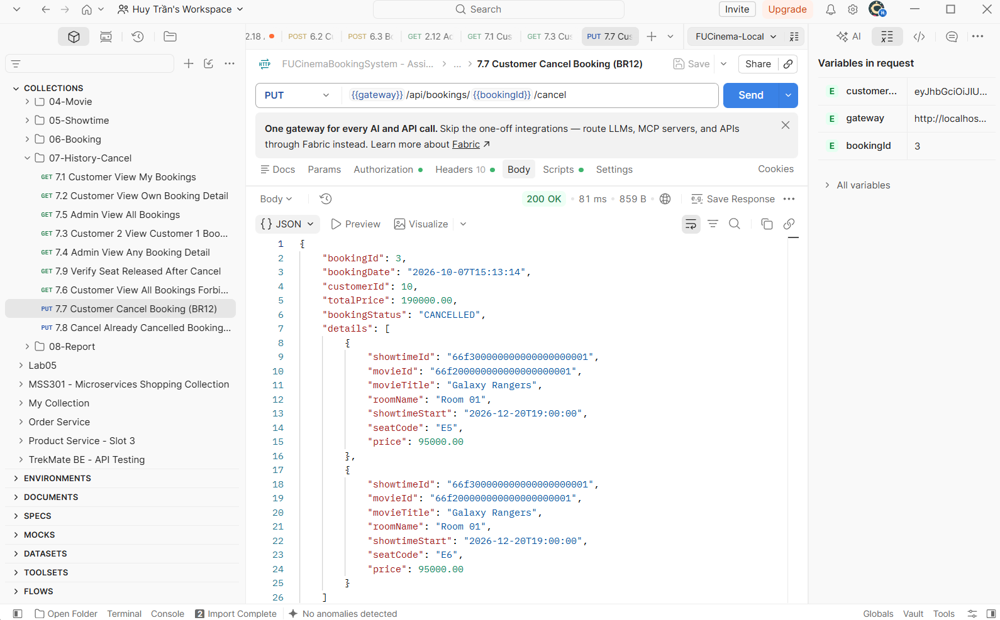 Huy Trần's Workspace
Search
Invite
Upgrade
2.18
POST 6.2 C
POST 6.3 Bo
GET 2.12 Ac
GET 7.1 Cus
GET 7.3 Cus
PUT 7.7 Cus
FUCinema-Local
AI
COLLECTIONS
04-Movie
05-Showtime
06-Booking
07-History-Cancel
GET 7.1 Customer View My Bookings
GET 7.2 Customer View Own Booking Detail
GET 7.5 Admin View All Bookings
GET 7.3 Customer 2 View Customer 1 Boo...
GET 7.4 Admin View Any Booking Detail
GET 7.9 Verify Seat Released After Cancel
GET 7.6 Customer View All Bookings Forbi...
PUT 7.7 Customer Cancel Booking (BR12)
PUT 7.8 Cancel Already Cancelled Booking...
08-Report
Lab05
MSS301 - Microservices Shopping Collection
My Collection
Order Service
Product Service - Slot 3
TrekMate BE - API Testing
ENVIRONMENTS
DOCUMENTS
SPECS
MOCKS
DATASETS
TOOLSETS
FLOWS
HTTP FUCinemaBookingSystem - Assi... > ... > 7.7 Customer Cancel Booking (BR12)
Save
Share
PUT {{gateway}} /api/bookings/ {{bookingId}} /cancel
Send
One gateway for every AI and API call. Skip the one-off integrations — route LLMs, MCP servers, and APIs
through Fabric instead. Learn more about Fabric ↗
Docs Params Authorization Headers 10 Body Scripts Settings Cookies
Body 200 OK 81 ms 859 B e.g. Save Response
{} JSON Preview Visualize
1 {
2 "bookingId": 3,
3 "bookingDate": "2026-10-07T15:13:14",
4 "customerId": 10,
5 "totalPrice": 190000.00,
6 "bookingStatus": "CANCELLED",
7 "details": [
8 {
9 "showtimeId": "66f300000000000000000001",
10 "movieId": "66f200000000000000000001",
11 "movieTitle": "Galaxy Rangers",
12 "roomName": "Room 01",
13 "showtimeStart": "2026-12-20T19:00:00",
14 "seatCode": "E5",
15 "price": 95000.00
16 },
17 {
18 "showtimeId": "66f300000000000000000001",
19 "movieId": "66f200000000000000000001",
20 "movieTitle": "Galaxy Rangers",
21 "roomName": "Room 01",
22 "showtimeStart": "2026-12-20T19:00:00",
23 "seatCode": "E6",
24 "price": 95000.00
25 }
26 ]
Variables in request
E customer... eyJhbGciOiJIU...
E gateway http://localhos...
E bookingId 3
All variables
Open Folder Terminal Console 2 Import Complete No anomalies detected
Globals Vault Tools